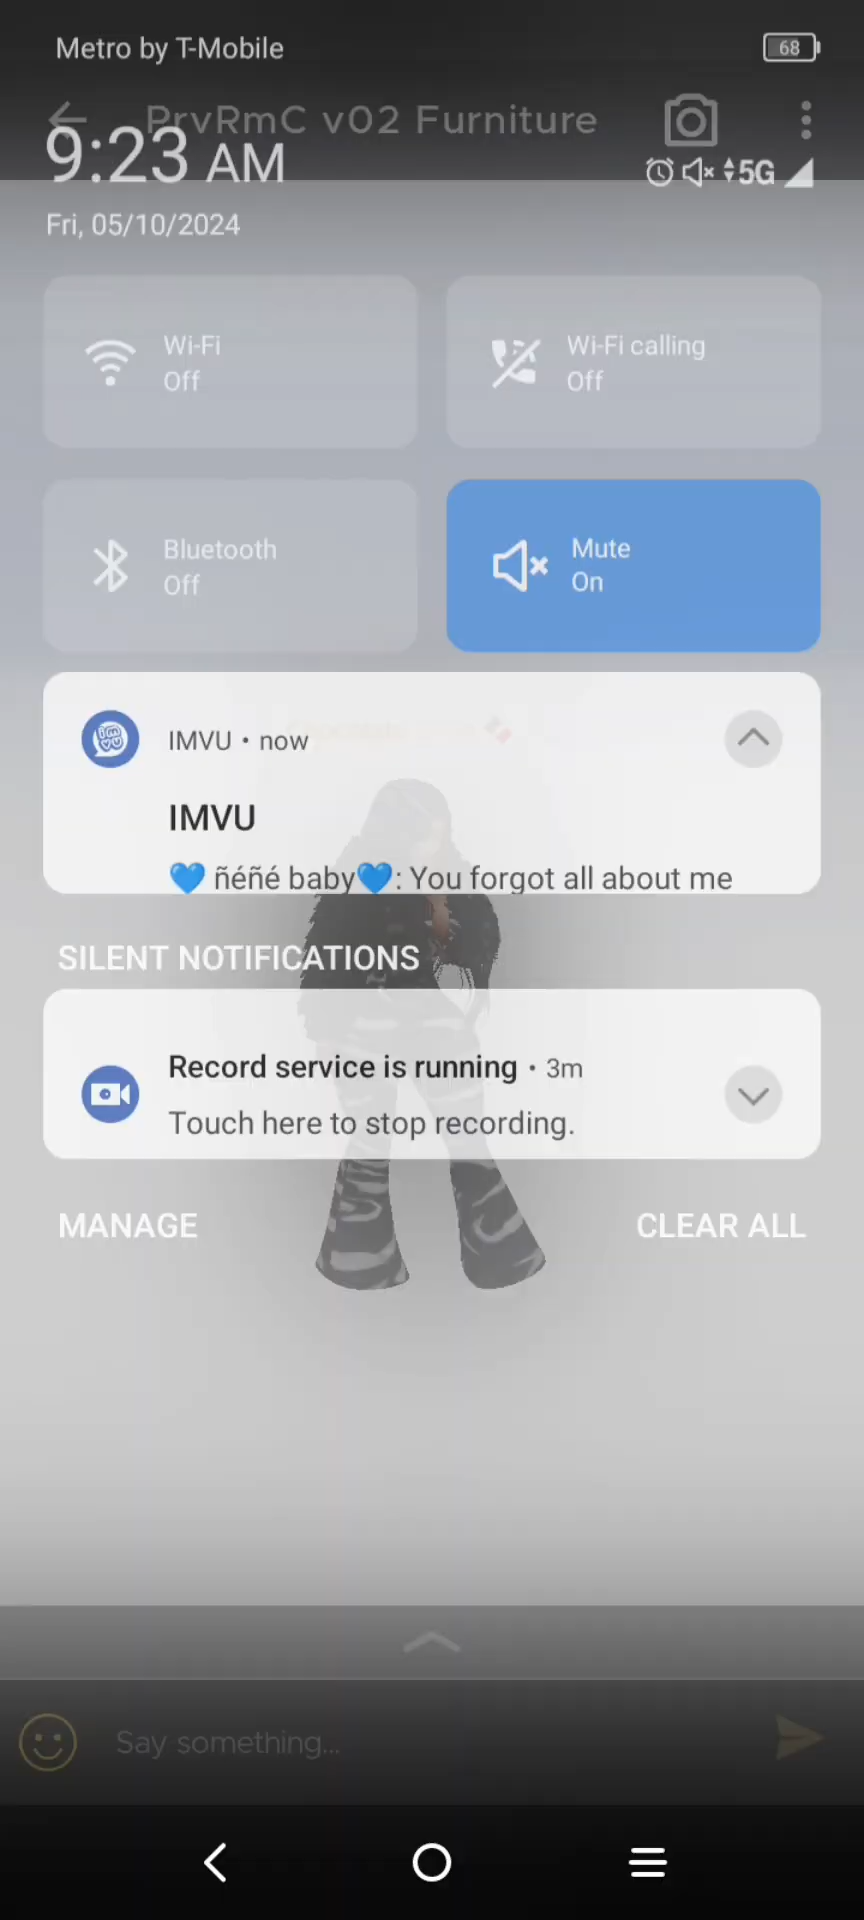 Metro by T-Mobile
68
PrvRmC v02 Furniture
9:23 AM
5G
Fri, 05/10/2024
Wi-Fi
Off
Wi-Fi calling
Off
Bluetooth
Off
Mute
On
IMVU • now
IMVU
💙 ñéñé baby💙: You forgot all about me
SILENT NOTIFICATIONS
Record service is running • 3m
Touch here to stop recording.
MANAGE
CLEAR ALL
Say something...